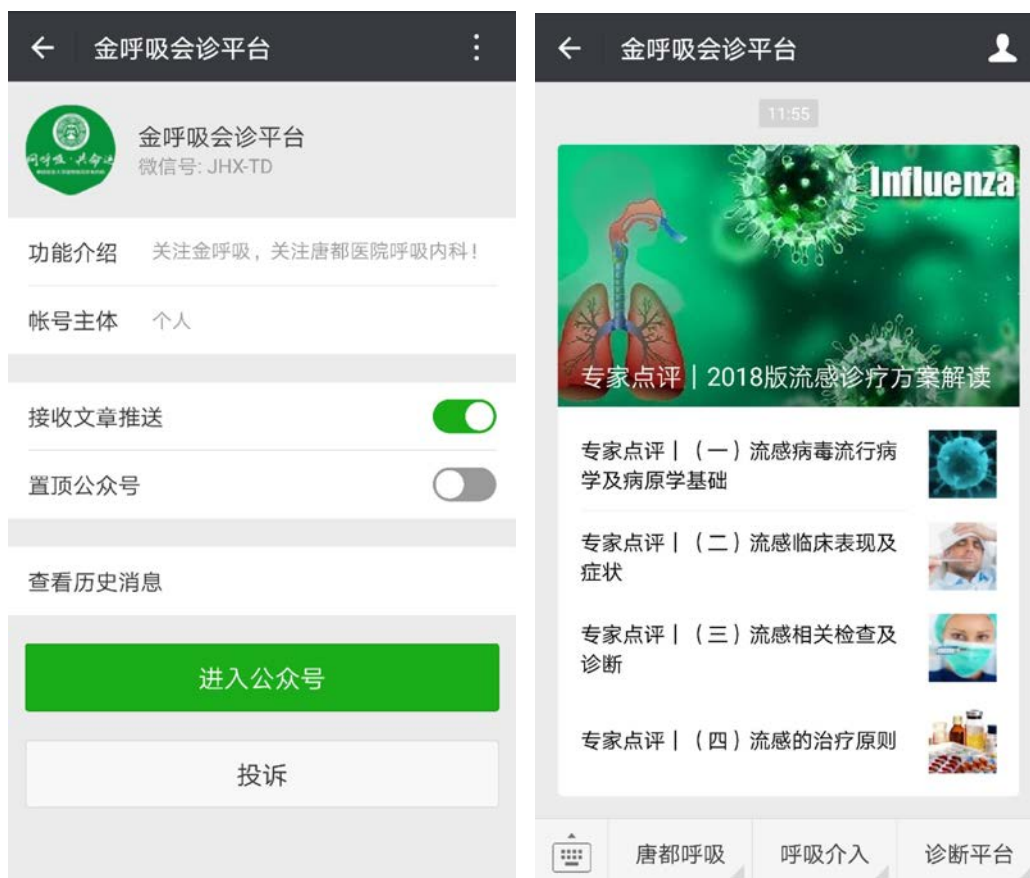 金呼吸会诊平台
同呼吸·共命运
金呼吸会诊平台
微信号: JHX-TD
功能介绍 关注金呼吸，关注唐都医院呼吸内科！
帐号主体 个人
接收文章推送
置顶公众号
查看历史消息
进入公众号
投诉
金呼吸会诊平台
11:55
Influenza
专家点评｜2018版流感诊疗方案解读
专家点评｜（一）流感病毒流行病
学及病原学基础
专家点评｜（二）流感临床表现及
症状
专家点评｜（三）流感相关检查及
诊断
专家点评｜（四）流感的治疗原则
唐都呼吸 呼吸介入 诊断平台